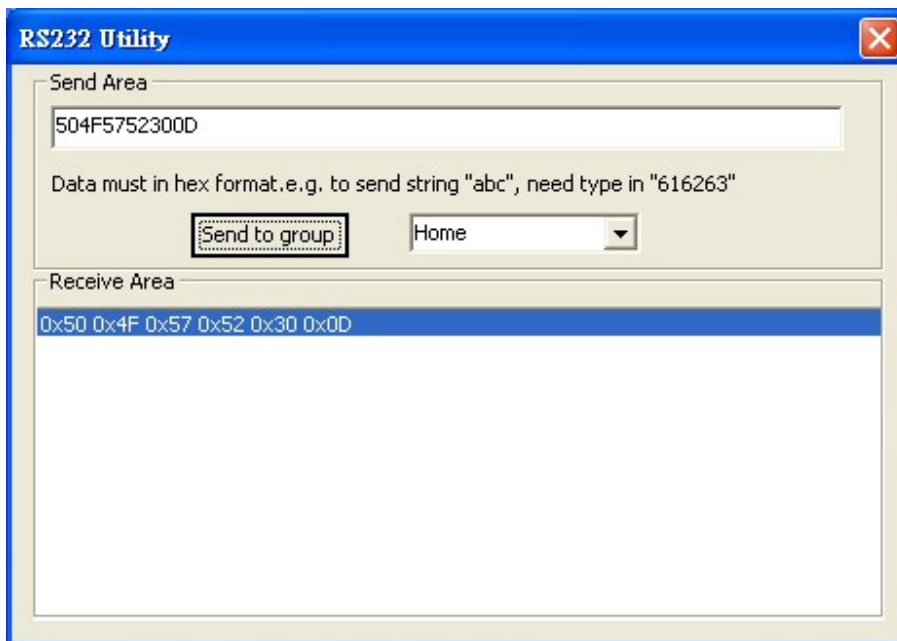 RS232 Utility
Send Area
504F5752300D
Data must in hex format.e.g. to send string "abc", need type in "616263"
Send to group Home
Receive Area
0x50 0x4F 0x57 0x52 0x30 0x0D